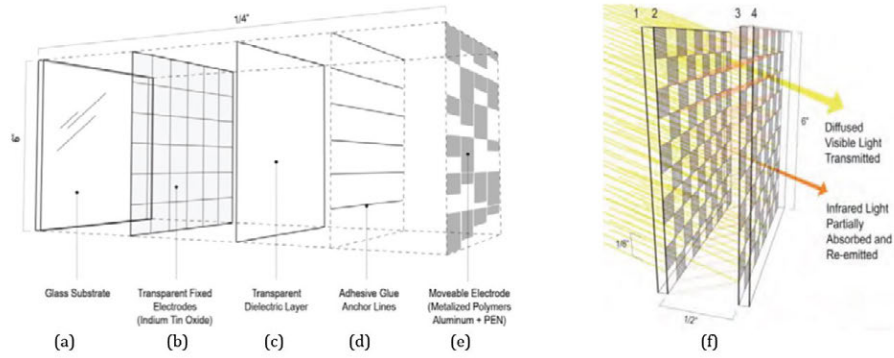 1/4"
6"
Glass Substrate
Transparent Fixed
Electrodes
(Indium Tin Oxide)
Transparent
Dielectric Layer
Adhesive Glue
Anchor Lines
Moveable Electrode
(Metalized Polymers
Aluminum + PEN)
(a)
(b)
(c)
(d)
(e)
1 2
3 4
6"
Diffused
Visible Light
Transmitted
Infrared Light
Partially
Absorbed and
Re-emitted
1/6"
1/2"
(f)